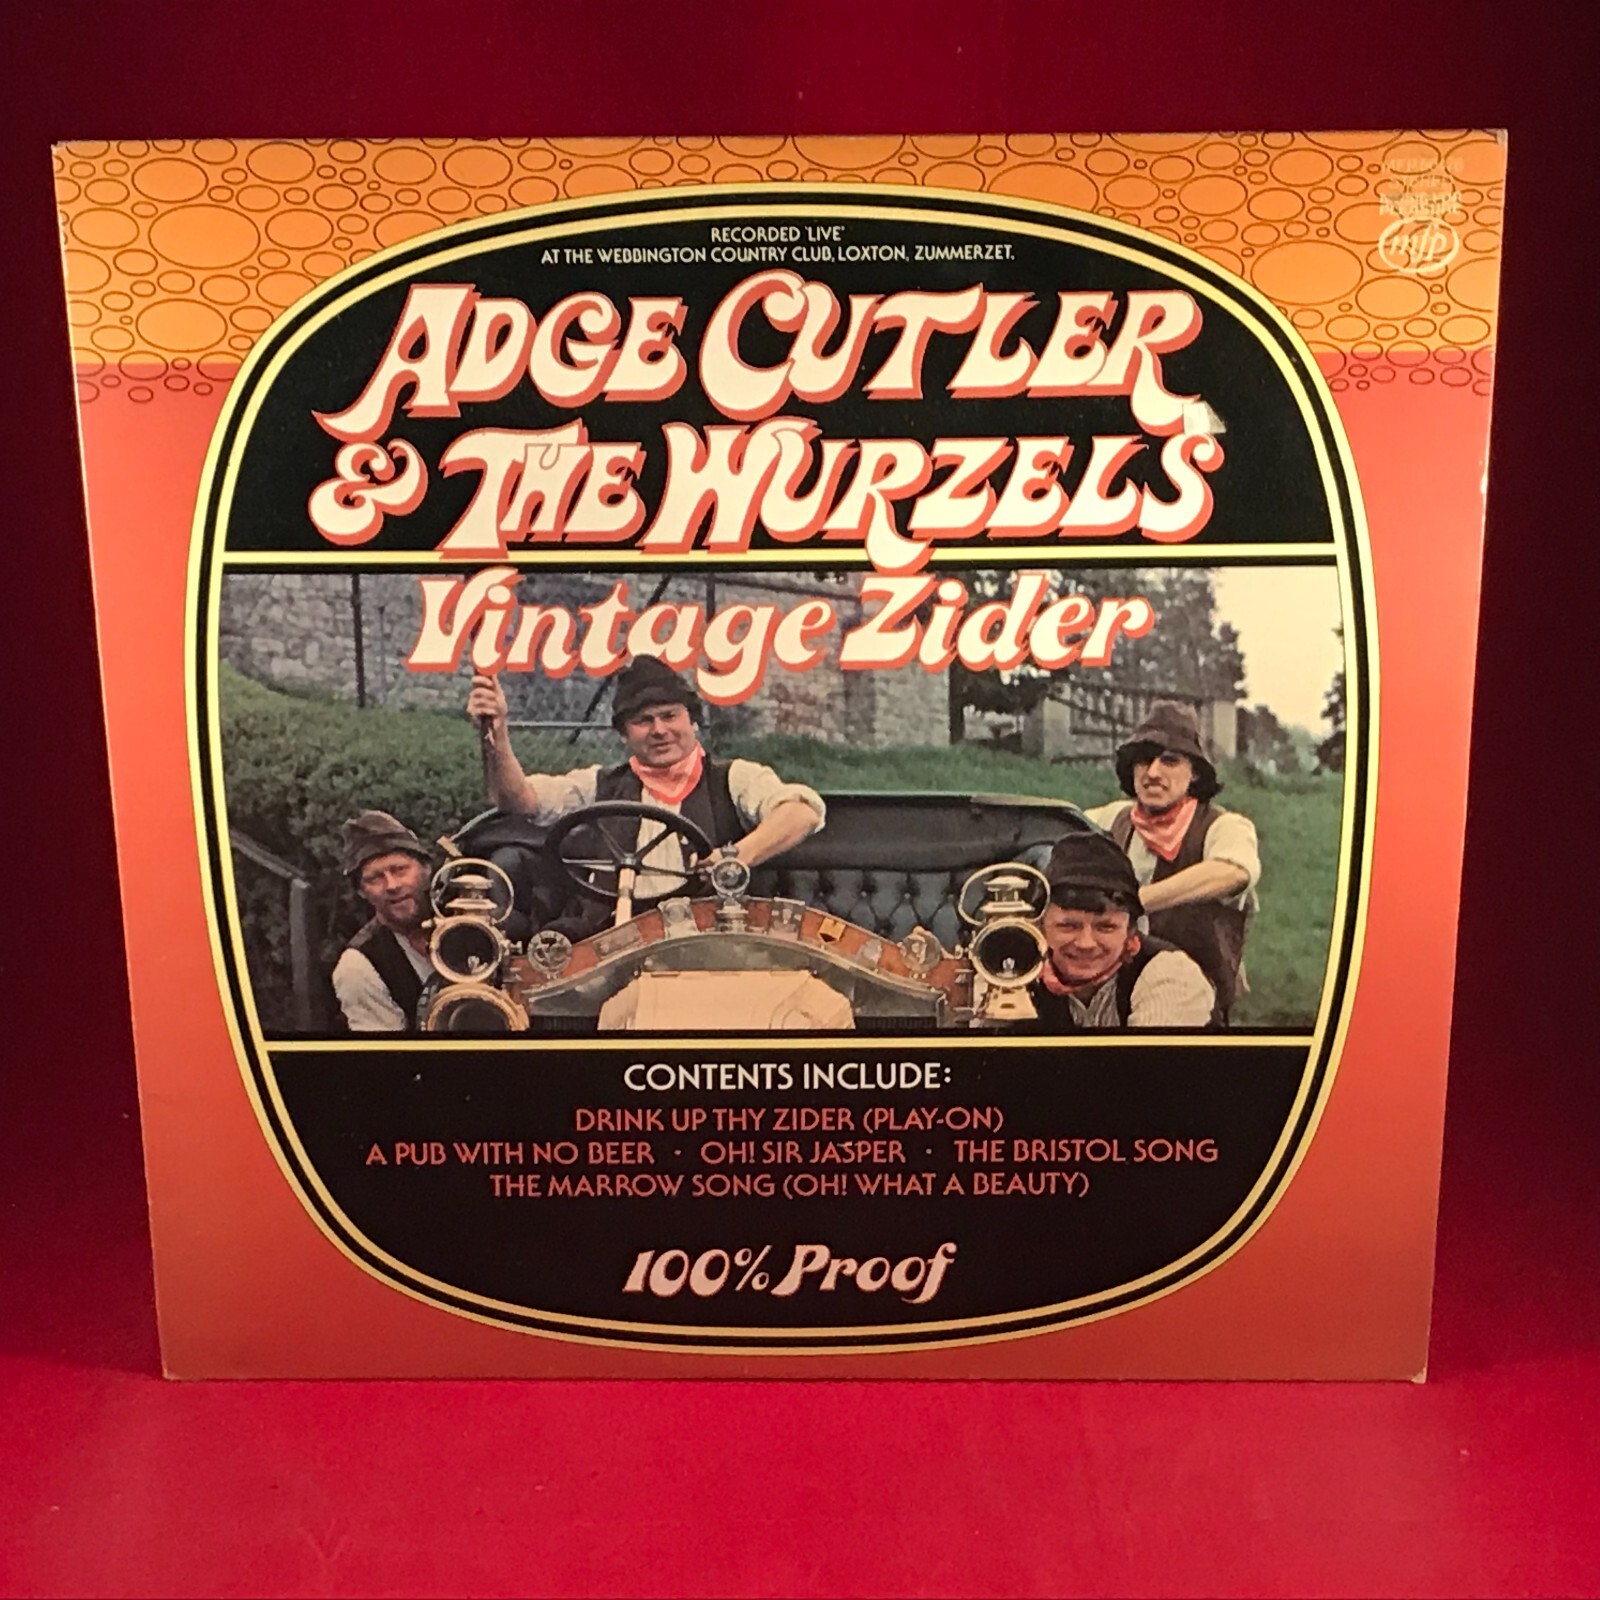 RECORDED 'LIVE'
AT THE WEBBINGTON COUNTRY CLUB, LOXTON, ZUMMERZET.
ADGE CUTLER
& THE WURZELS
Vintage Zider
mfp
CONTENTS INCLUDE:
DRINK UP THY ZIDER (PLAY-ON)
A PUB WITH NO BEER · OH! SIR JASPER · THE BRISTOL SONG
THE MARROW SONG (OH! WHAT A BEAUTY)
100% Proof